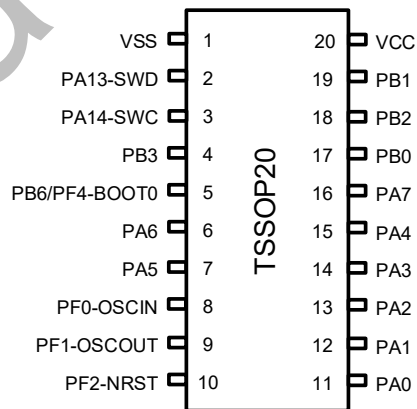 VSS 1 20 VCC
PA13-SWD 2 19 PB1
PA14-SWC 3 18 PB2
PB3 4 17 PB0
PB6/PF4-BOOT0 5 16 PA7
PA6 6 15 PA4
PA5 7 14 PA3
PF0-OSCIN 8 13 PA2
PF1-OSCOUT 9 12 PA1
PF2-NRST 10 11 PA0
TSSOP20